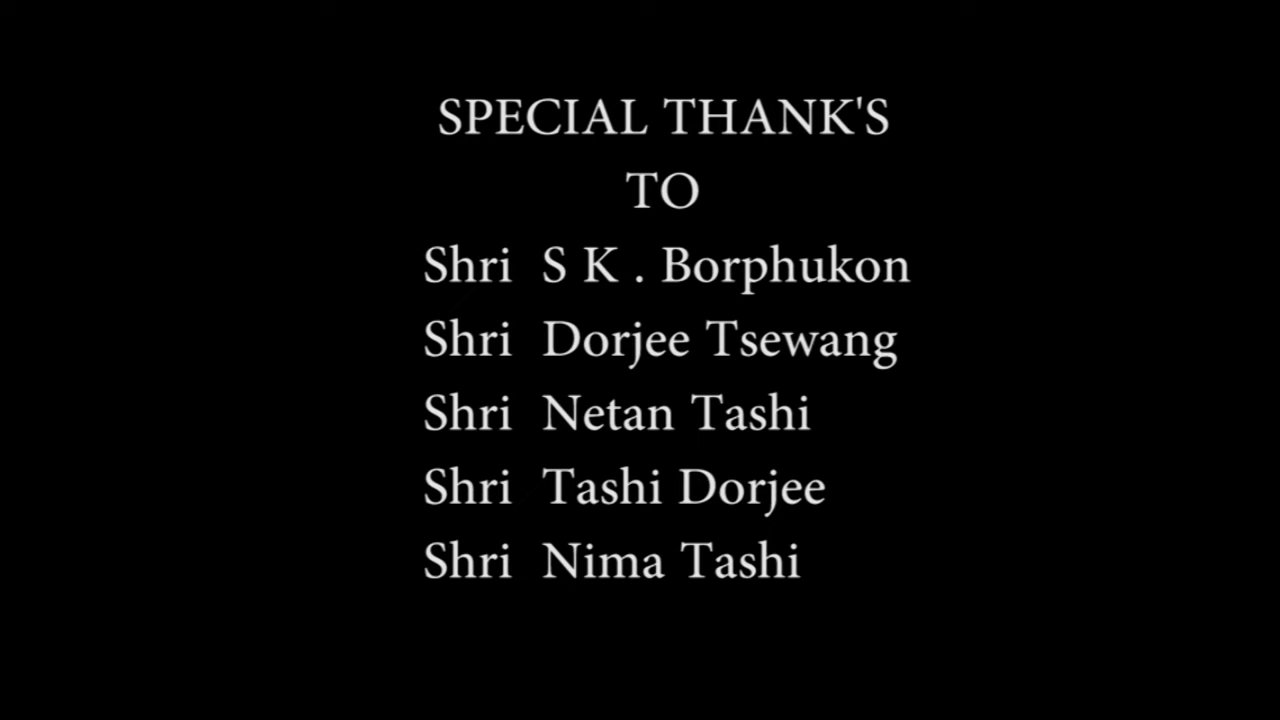 SPECIAL THANK'S
TO
Shri S K . Borphukon
Shri Dorjee Tsewang
Shri Netan Tashi
Shri Tashi Dorjee
Shri Nima Tashi